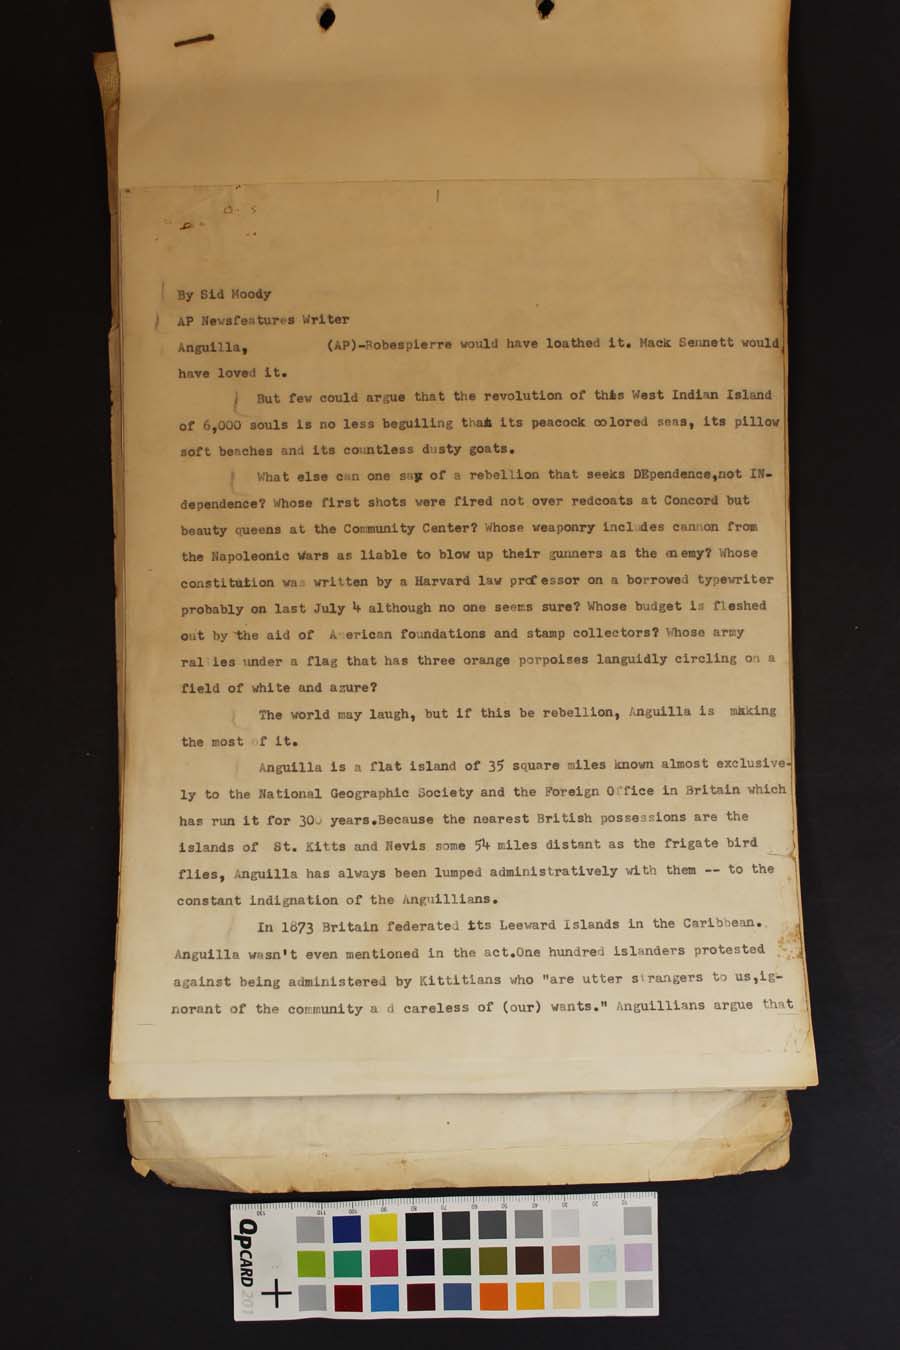 By Sid Moody
AP Newsfeatures Writer
Anguilla, (AP)-Robespierre would have loathed it. Mack Sennett would
have loved it.
But few could argue that the revolution of this West Indian Island
of 6,000 souls is no less beguiling than its peacock colored seas, its pillow
soft beaches and its countless dusty goats.
What else can one say of a rebellion that seeks DEpendence,not IN-
dependence? Whose first shots were fired not over redcoats at Concord but
beauty queens at the Community Center? Whose weaponry includes cannon from
the Napoleonic Wars as liable to blow up their gunners as the enemy? Whose
constitution was written by a Harvard law professor on a borrowed typewriter
probably on last July 4 although no one seems sure? Whose budget is fleshed
out by the aid of American foundations and stamp collectors? Whose army
rallies under a flag that has three orange porpoises languidly circling on a
field of white and azure?
The world may laugh, but if this be rebellion, Anguilla is making
the most of it.
Anguilla is a flat island of 35 square miles known almost exclusive-
ly to the National Geographic Society and the Foreign Office in Britain which
has run it for 300 years.Because the nearest British possessions are the
islands of St. Kitts and Nevis some 54 miles distant as the frigate bird
flies, Anguilla has always been lumped administratively with them -- to the
constant indignation of the Anguillians.
In 1873 Britain federated its Leeward Islands in the Caribbean.
Anguilla wasn't even mentioned in the act.One hundred islanders protested
against being administered by Kittitians who "are utter strangers to us,ig-
norant of the community and careless of (our) wants." Anguillians argue that
QPCARD 201
130 110 100 90 80 70 60 50 40 30 20 10